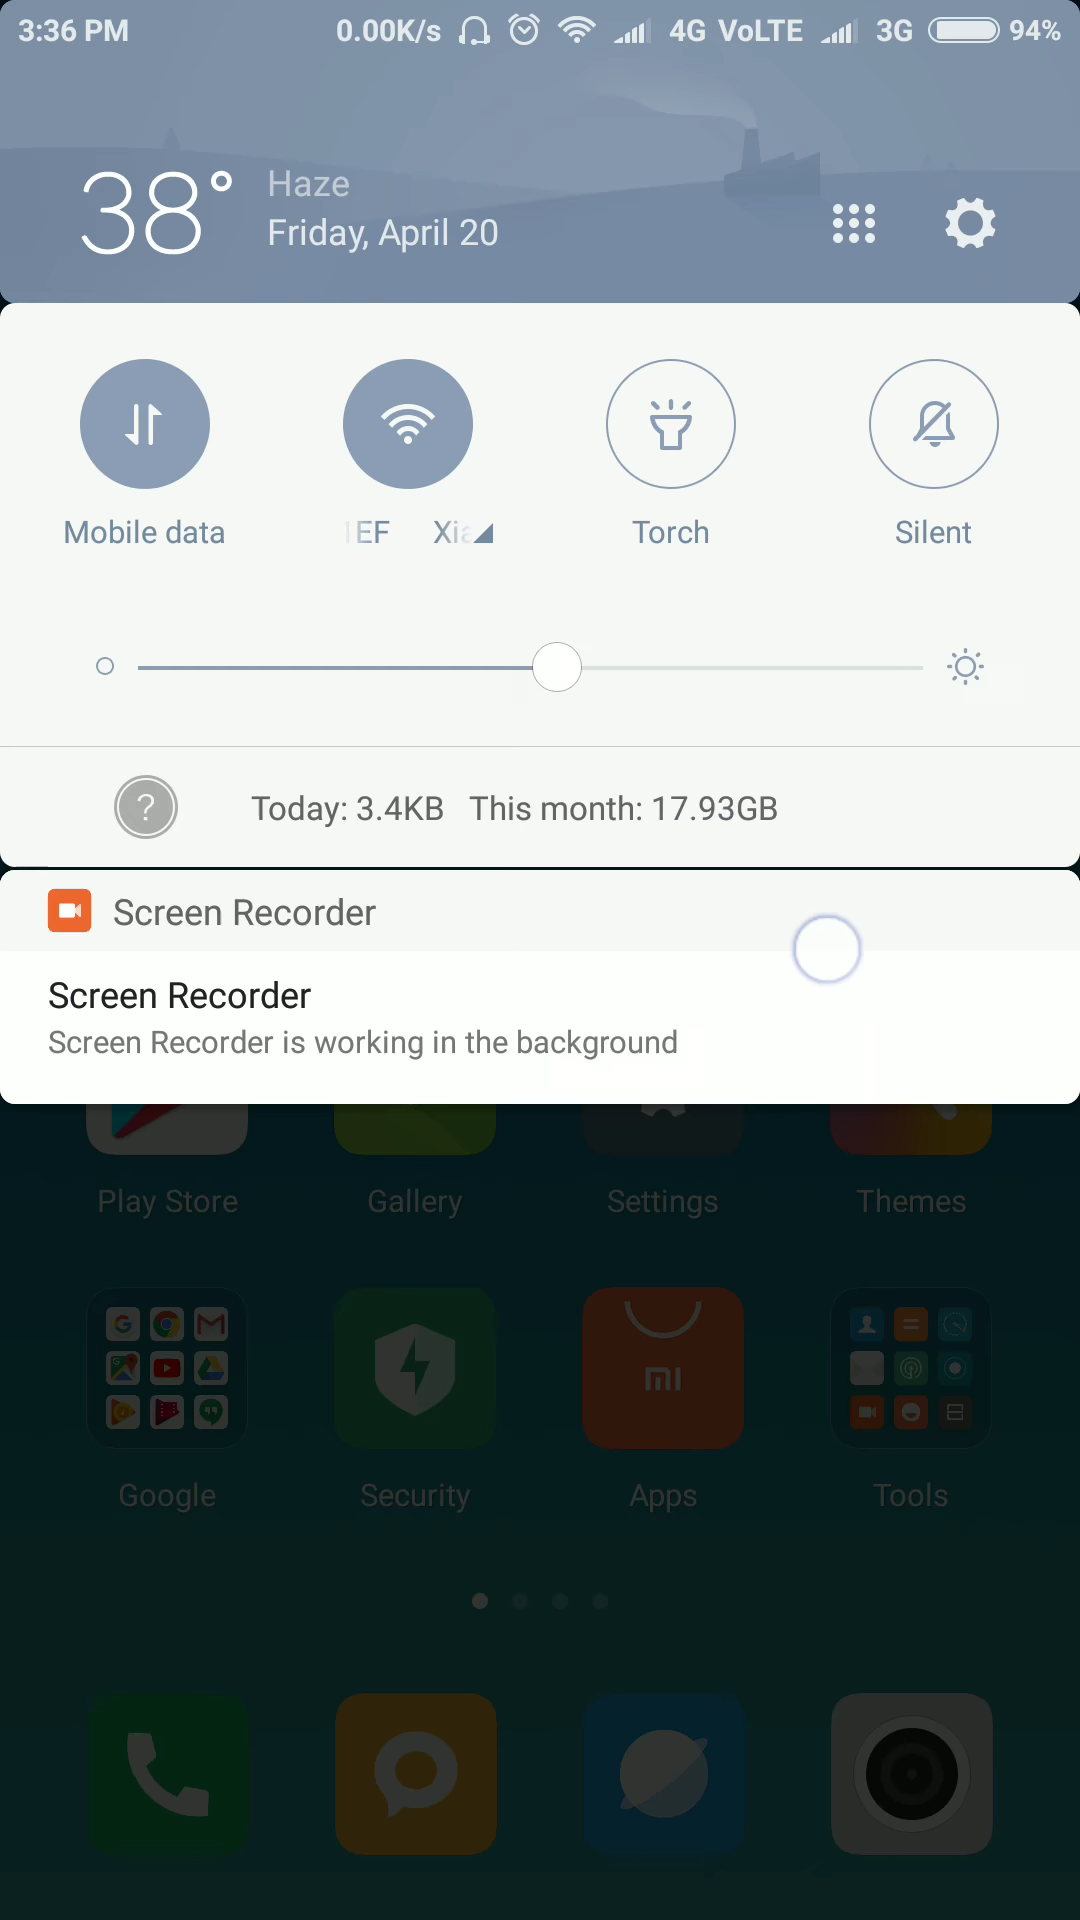 3:36 PM 0.00K/s 4G VoLTE 3G 94%
38° Haze
Friday, April 20
Mobile data EF Xia Torch Silent
? Today: 3.4KB This month: 17.93GB
Screen Recorder
Screen Recorder
Screen Recorder is working in the background
Play Store Gallery Settings Themes
Google Security Apps Tools